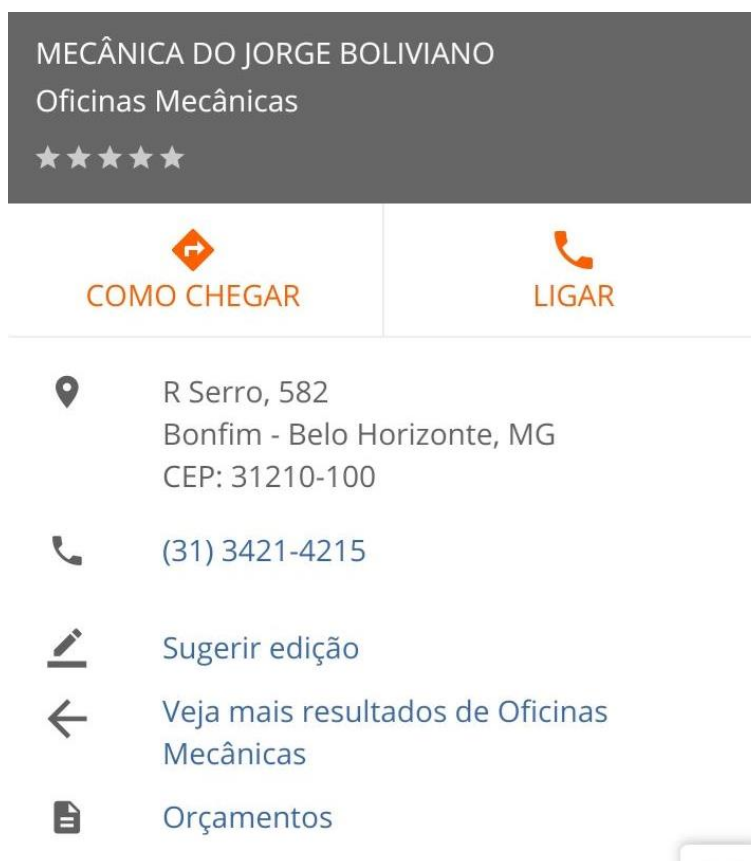 MECÂNICA DO JORGE BOLIVIANO
Oficinas Mecânicas
COMO CHEGAR
LIGAR
R Serro, 582
Bonfim - Belo Horizonte, MG
CEP: 31210-100
(31) 3421-4215
Sugerir edição
Veja mais resultados de Oficinas
Mecânicas
Orçamentos